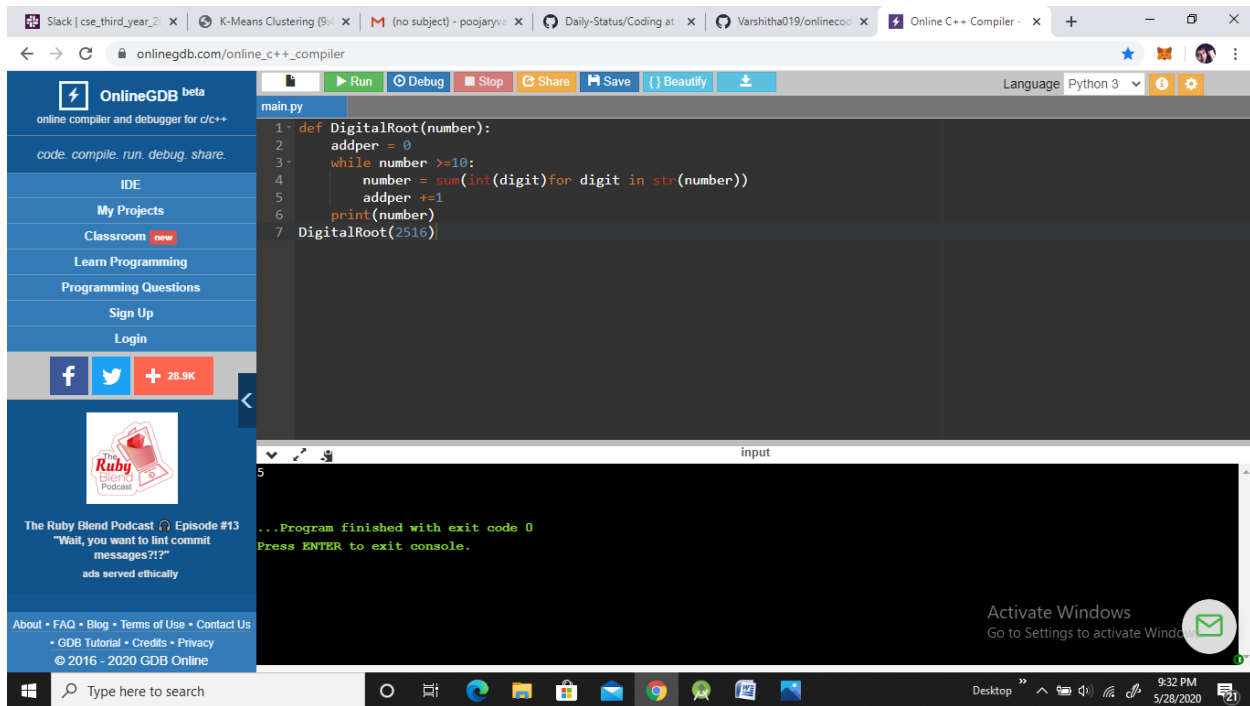 Slack | cse_third_year_2
K-Means Clustering (9
(no subject) - poojaryva
Daily-Status/Coding at
Varshitha019/onlinecod
Online C++ Compiler -
onlinegdb.com/online_c++_compiler
OnlineGDB beta
online compiler and debugger for c/c++
code. compile. run. debug. share.
IDE
My Projects
Classroom new
Learn Programming
Programming Questions
Sign Up
Login
28.9K
The Ruby Blend Podcast
The Ruby Blend Podcast 🎧 Episode #13
"Wait, you want to lint commit
messages?!?"
ads served ethically
About • FAQ • Blog • Terms of Use • Contact Us
• GDB Tutorial • Credits • Privacy
© 2016 - 2020 GDB Online
Run Debug Stop Share Save {} Beautify
Language Python 3
main.py
1 def DigitalRoot(number):
2     addper = 0
3     while number >=10:
4         number = sum(int(digit)for digit in str(number))
5         addper +=1
6     print(number)
7 DigitalRoot(2516)
input
5
...Program finished with exit code 0
Press ENTER to exit console.
Activate Windows
Go to Settings to activate Windows
Type here to search
Desktop
9:32 PM
5/28/2020
21